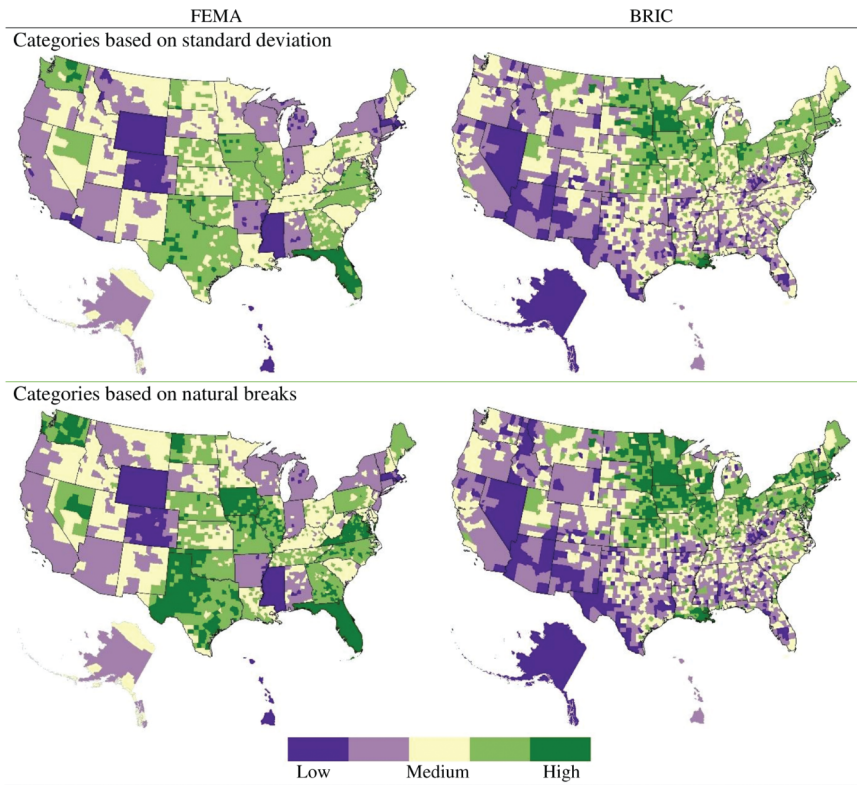 FEMA BRIC
Categories based on standard deviation
Categories based on natural breaks
Low Medium High